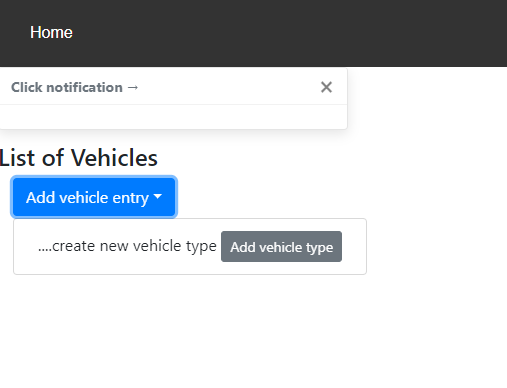 Home
Click notification →
×
List of Vehicles
Add vehicle entry
....create new vehicle type Add vehicle type